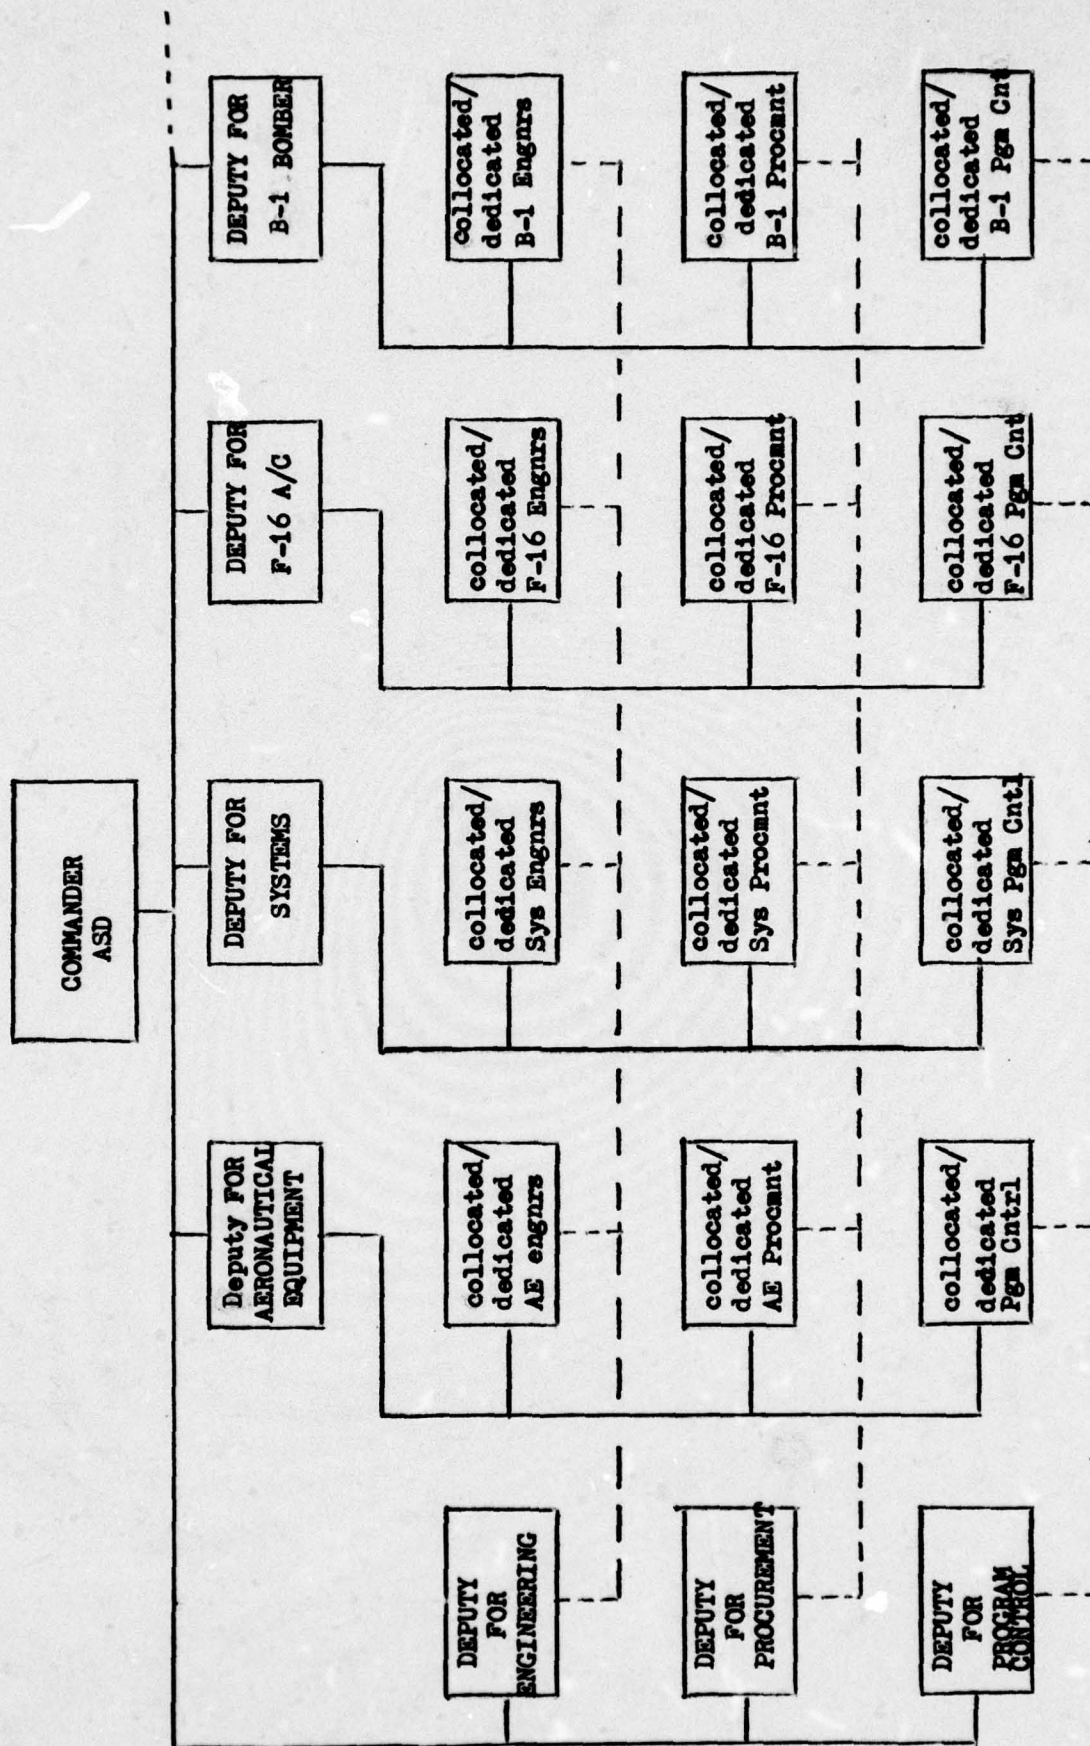 COMMANDER
ASD
Deputy FOR
AERONAUTICAL
EQUIPMENT
DEPUTY FOR
SYSTEMS
DEPUTY FOR
F-16 A/C
DEPUTY FOR
B-1 BOMBER
DEPUTY
FOR
ENGINEERING
collocated/
dedicated
AE engnrs
collocated/
dedicated
Sys Engnrs
collocated/
dedicated
F-16 Engnrs
collocated/
dedicated
B-1 Engnrs
DEPUTY
FOR
PROCUREMENT
collocated/
dedicated
AE Procmnt
collocated/
dedicated
Sys Procmnt
collocated/
dedicated
F-16 Procmnt
collocated/
dedicated
B-1 Procmnt
DEPUTY
FOR
PROGRAM
CONTROL
collocated/
dedicated
Pgm Cntrl
collocated/
dedicated
Sys Pgm Cntl
collocated/
dedicated
F-16 Pgm Cnt
collocated/
dedicated
B-1 Pgm Cnt